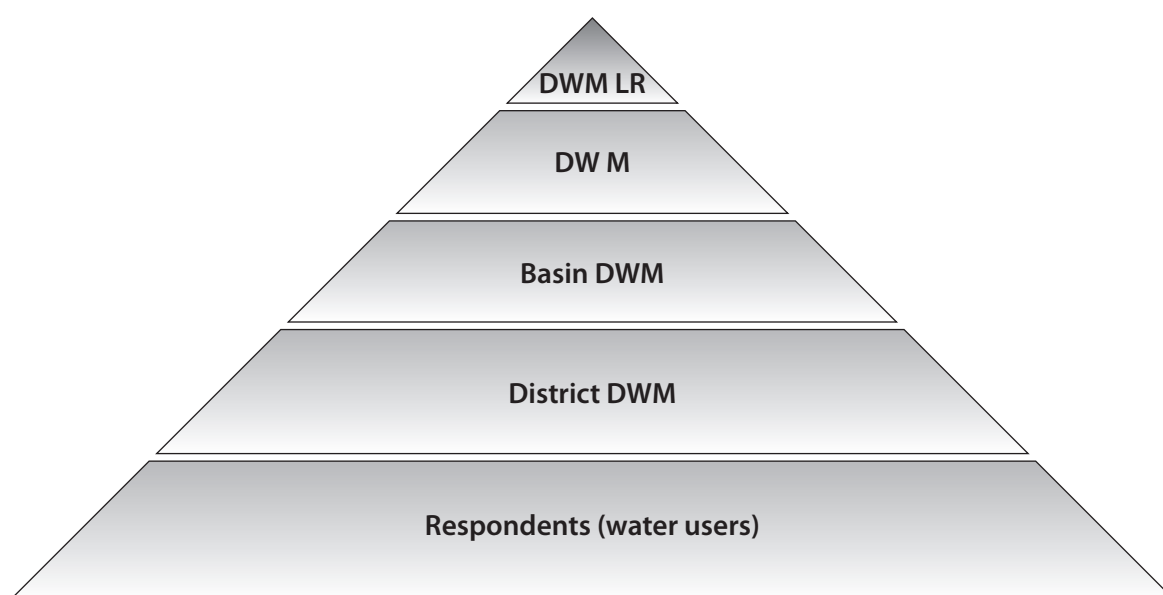 DWM LR
DW M
Basin DWM
District DWM
Respondents (water users)